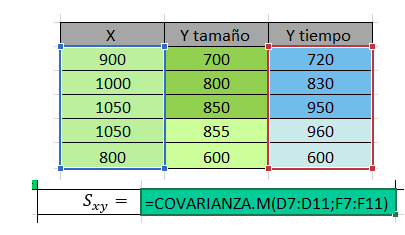 X Y tamaño Y tiempo
900 700 720
1000 800 830
1050 850 950
1050 855 960
800 600 600
Sxy = =COVARIANZA.M(D7:D11;F7:F11)